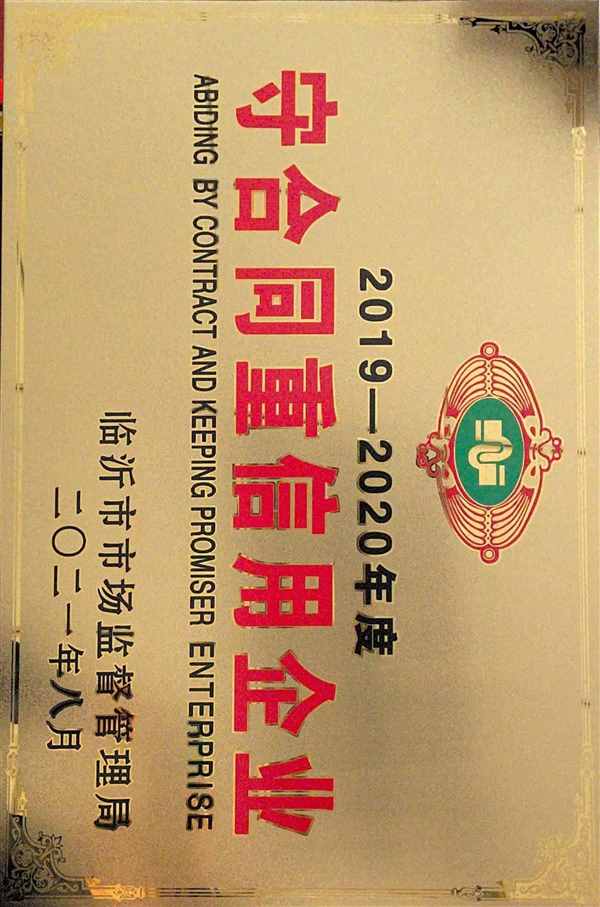 2019—2020年度
守合同重信用企业
ABIDING BY CONTRACT AND KEEPING PROMISER ENTERPRISE
临沂市市场监督管理局
二〇二一年八月